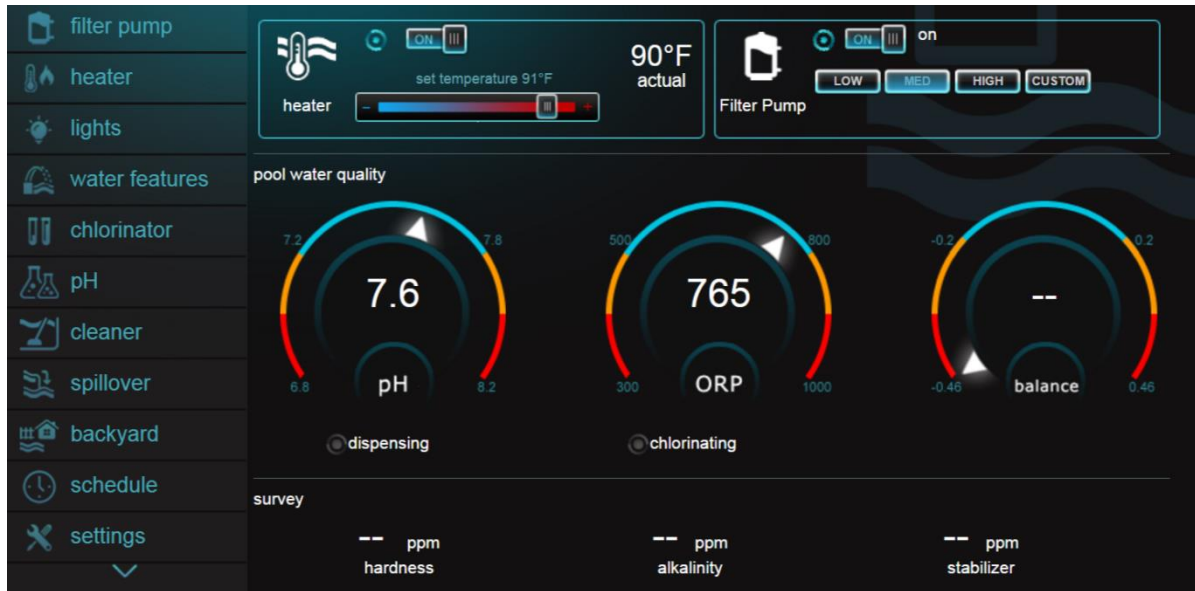 filter pump
heater
lights
water features
chlorinator
pH
cleaner
spillover
backyard
schedule
settings
heater
ON
set temperature 91°F
- +
90°F
actual
Filter Pump
ON
on
LOW MED HIGH CUSTOM
pool water quality
7.2 7.8
7.6
6.8 pH 8.2
dispensing
500 800
765
300 ORP 1000
chlorinating
-0.2 0.2
--
-0.46 balance 0.46
survey
-- ppm
hardness
-- ppm
alkalinity
-- ppm
stabilizer